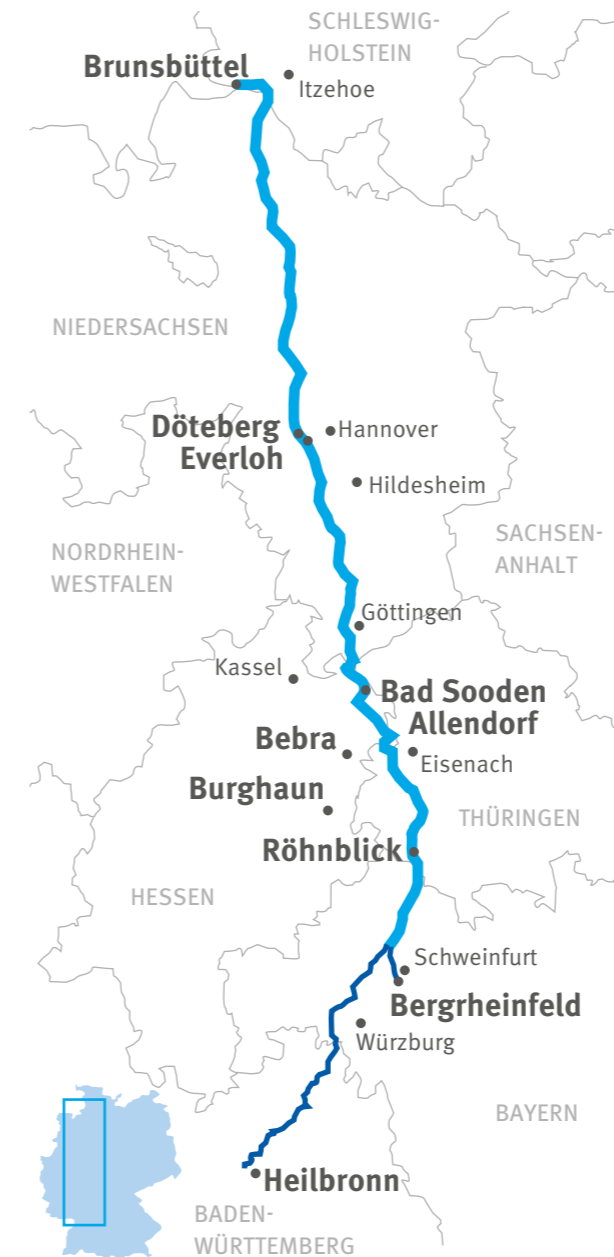 SCHLESWIG-
HOLSTEIN
Brunsbüttel
Itzehoe
NIEDERSACHSEN
Döteberg
Hannover
Everloh
Hildesheim
SACHSEN-
ANHALT
NORDRHEIN-
WESTFALEN
Göttingen
Kassel
Bad Sooden
Allendorf
Bebra
Eisenach
Burghaun
THÜRINGEN
Röhnblick
HESSEN
Schweinfurt
Bergrheinfeld
Würzburg
BAYERN
Heilbronn
BADEN-
WÜRTTEMBERG